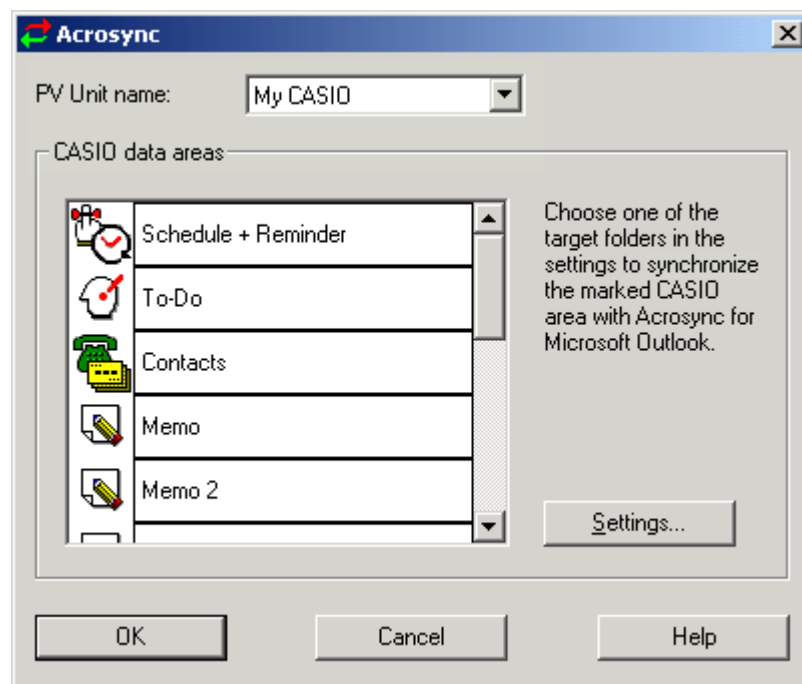 Acrosync
PV Unit name:
My CASIO
CASIO data areas
Schedule + Reminder
To-Do
Contacts
Memo
Memo 2
Choose one of the
target folders in the
settings to synchronize
the marked CASIO
area with Acrosync for
Microsoft Outlook.
Settings...
OK
Cancel
Help